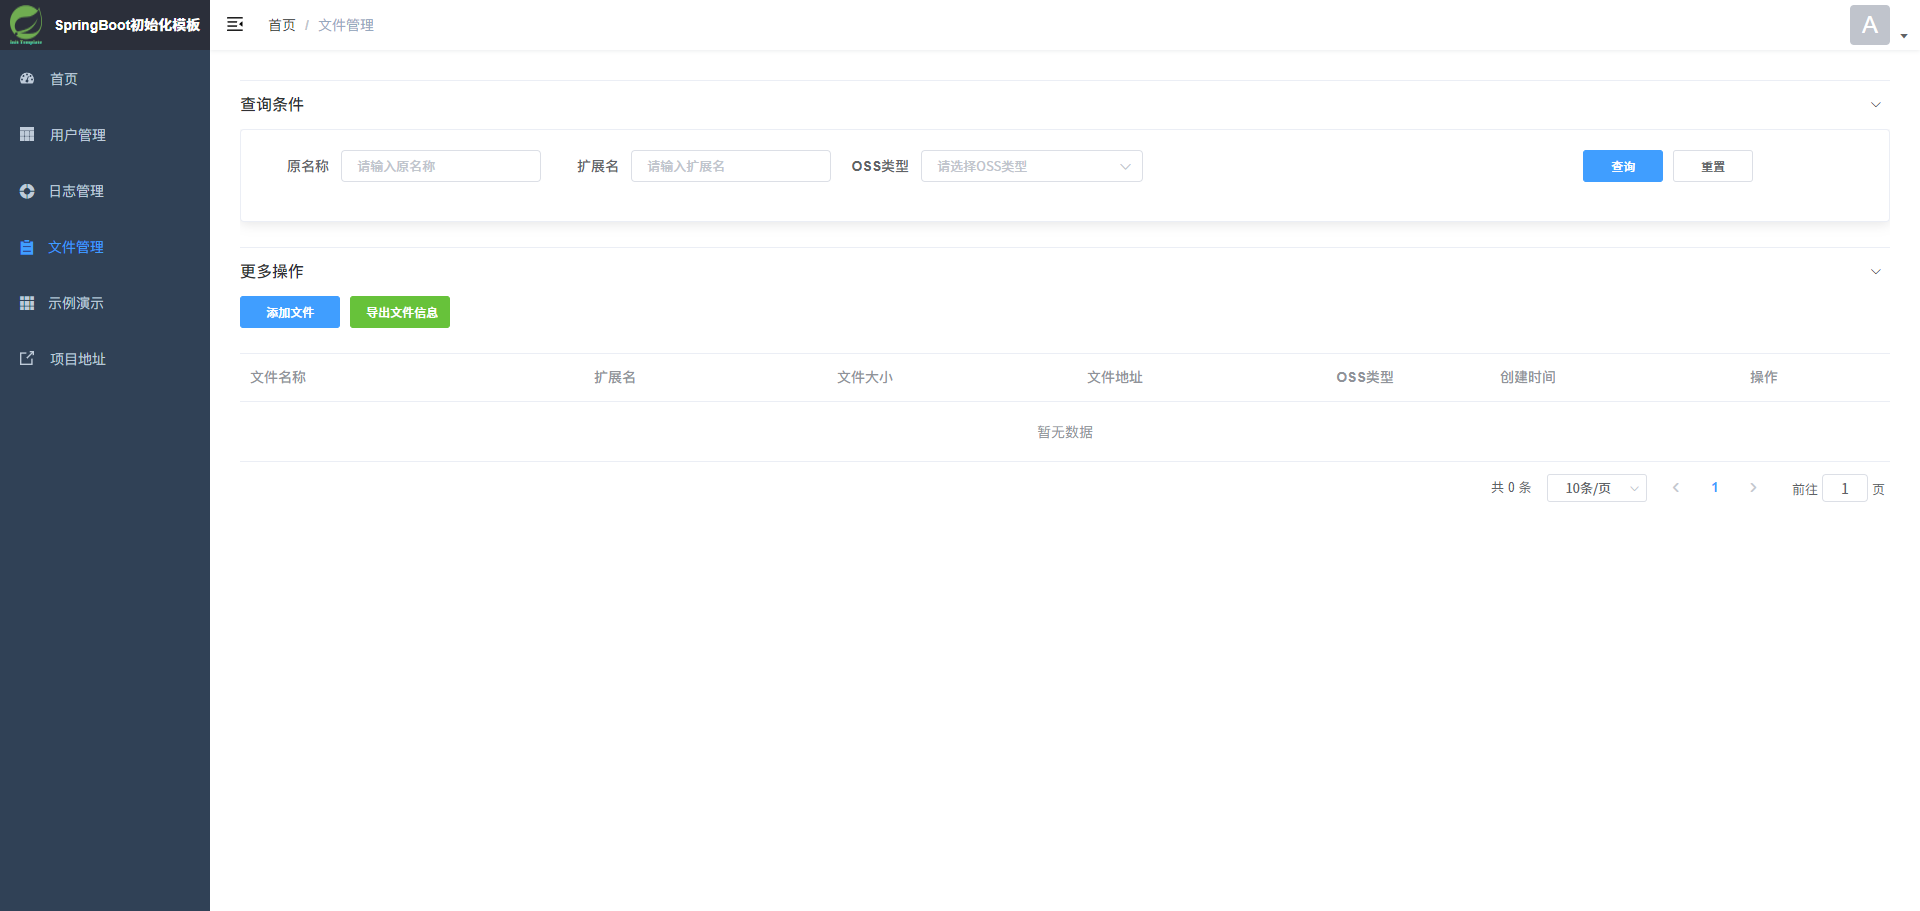 SpringBoot初始化模板
首页 / 文件管理
A
首页
用户管理
日志管理
文件管理
示例演示
项目地址
查询条件
原名称 请输入原名称 扩展名 请输入扩展名 OSS类型 请选择OSS类型 查询 重置
更多操作
添加文件 导出文件信息
文件名称 扩展名 文件大小 文件地址 OSS类型 创建时间 操作
暂无数据
共 0 条 10条/页 1 前往 1 页
Init Template